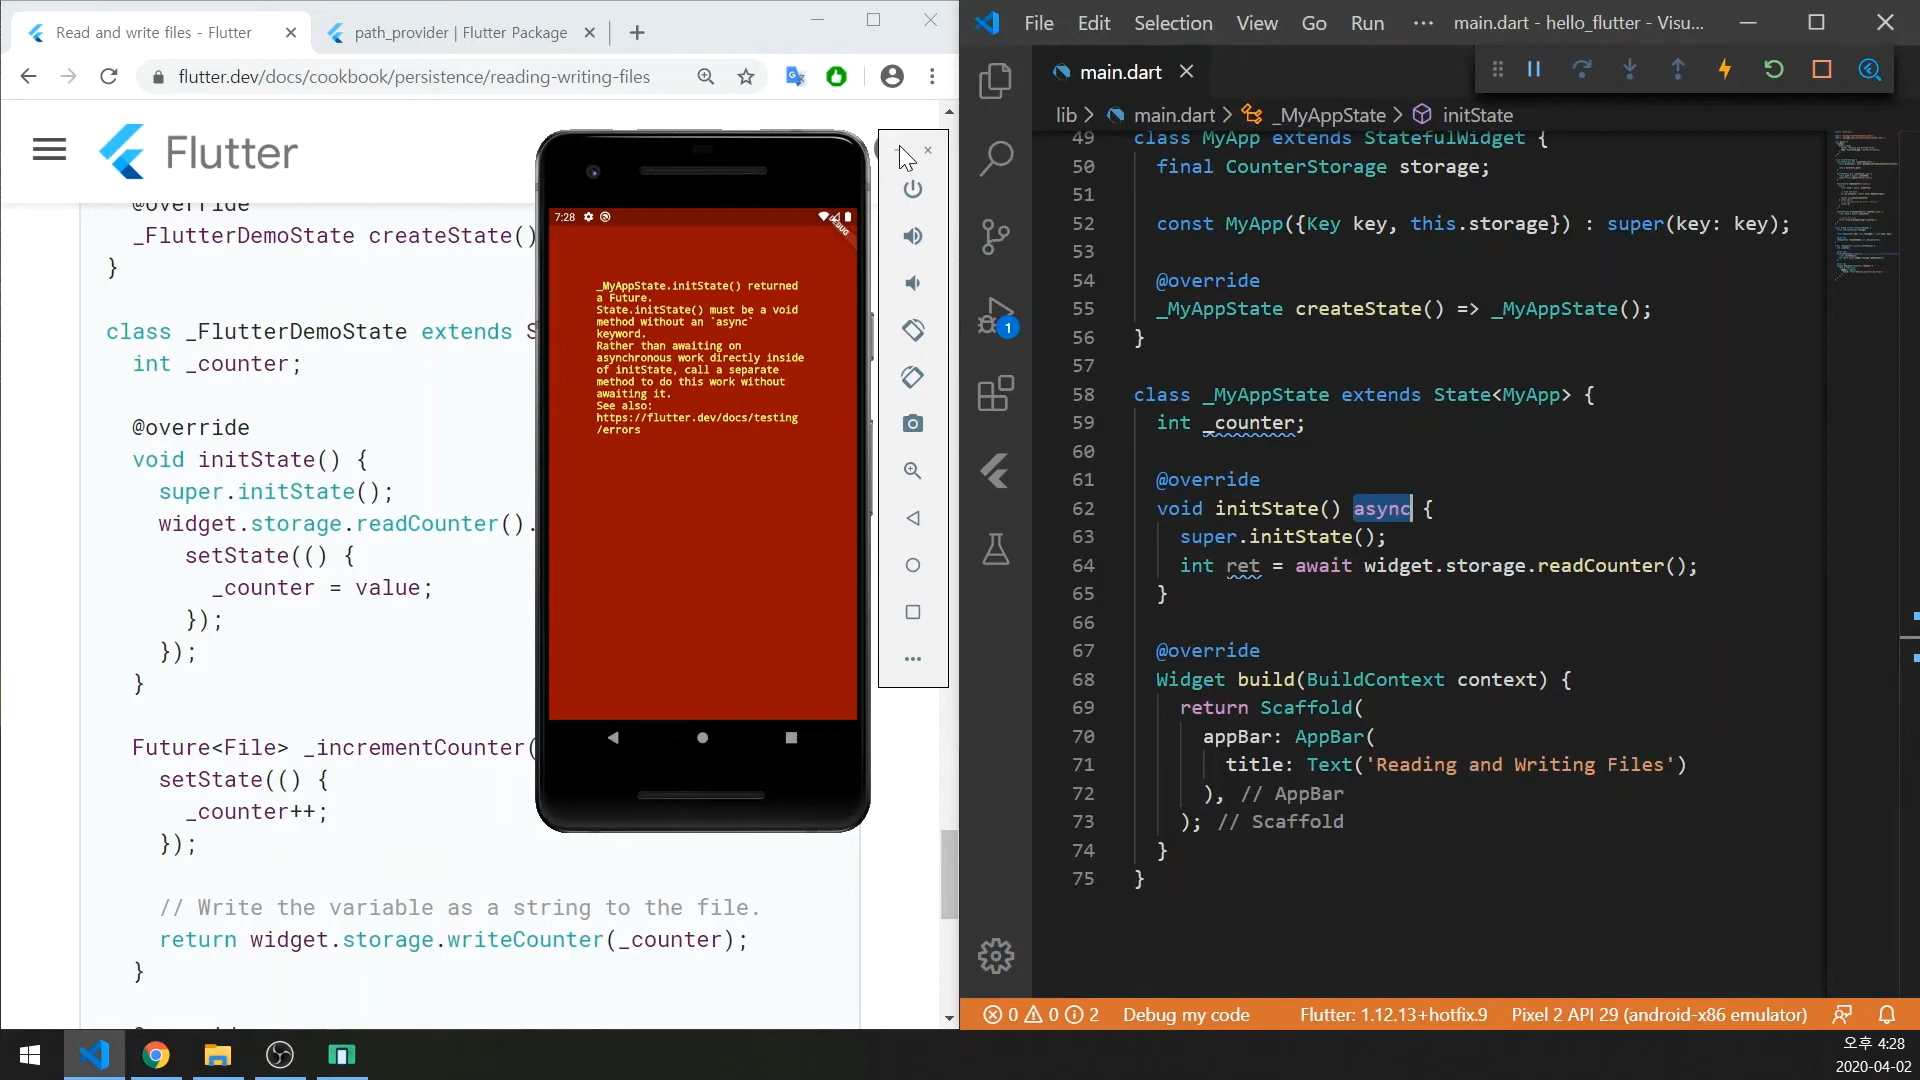 Read and write files - Flutter
path_provider | Flutter Package
flutter.dev/docs/cookbook/persistence/reading-writing-files
Flutter
@override
_FlutterDemoState createState()
}
class _FlutterDemoState extends S
int _counter;
@override
void initState() {
super.initState();
widget.storage.readCounter().
setState(() {
_counter = value;
});
});
}
Future<File> _incrementCounter(
setState(() {
_counter++;
});
// Write the variable as a string to the file.
return widget.storage.writeCounter(_counter);
}
7:28
DEBUG
_MyAppState.initState() returned
a Future.
State.initState() must be a void
method without an `async`
keyword.
Rather than awaiting on
asynchronous work directly inside
of initState, call a separate
method to do this work without
awaiting it.
See also:
https://flutter.dev/docs/testing
/errors
File Edit Selection View Go Run ··· main.dart - hello_flutter - Visu...
main.dart
lib > main.dart > _MyAppState > initState
1
49 class MyApp extends StatefulWidget {
50 final CounterStorage storage;
51
52 const MyApp({Key key, this.storage}) : super(key: key);
53
54 @override
55 _MyAppState createState() => _MyAppState();
56 }
57
58 class _MyAppState extends State<MyApp> {
59 int _counter;
60
61 @override
62 void initState() async {
63 super.initState();
64 int ret = await widget.storage.readCounter();
65 }
66
67 @override
68 Widget build(BuildContext context) {
69 return Scaffold(
70 appBar: AppBar(
71 title: Text('Reading and Writing Files')
72 ), // AppBar
73 ); // Scaffold
74 }
75 }
0 0 2 Debug my code Flutter: 1.12.13+hotfix.9 Pixel 2 API 29 (android-x86 emulator)
오후 4:28
2020-04-02